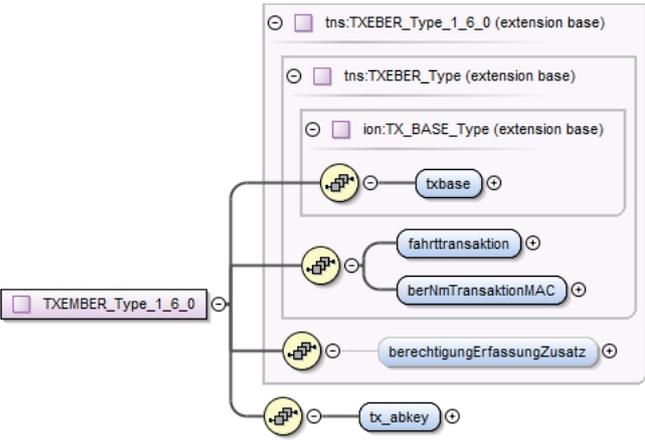 tns:TXEBER_Type_1_6_0 (extension base)
tns:TXEBER_Type (extension base)
ion:TX_BASE_Type (extension base)
txbase
fahrttransaktion
berNmTransaktionMAC
TXEMBER_Type_1_6_0
berechtigungErfassungZusatz
tx_abkey